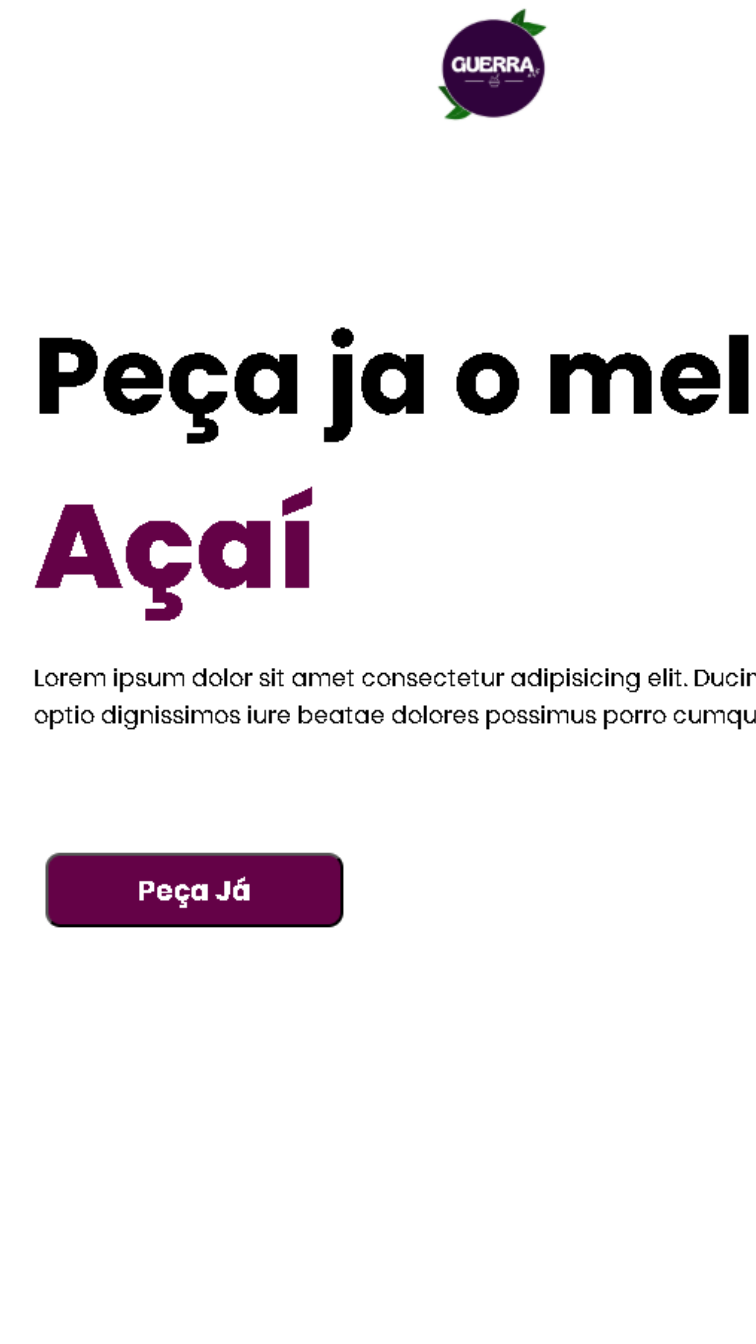 GUERRA
Peça ja o mel
Açaí
Lorem ipsum dolor sit amet consectetur adipisicing elit. Ducin
optio dignissimos iure beatae dolores possimus porro cumqu
Peça Já